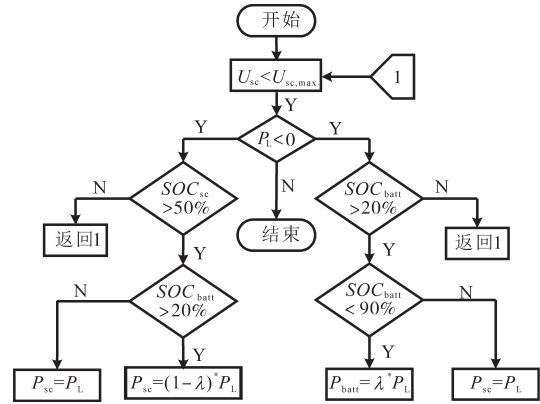 开始
U_sc<U_sc,max
1
Y
P_L<0
Y
Y
N
SOC_sc
>50%
N
SOC_batt
>20%
N
返回1
结束
返回1
Y
Y
SOC_batt
>20%
N
SOC_batt
<90%
N
Y
Y
P_sc=P_L
P_sc=(1-λ)*P_L
P_batt=λ*P_L
P_sc=P_L